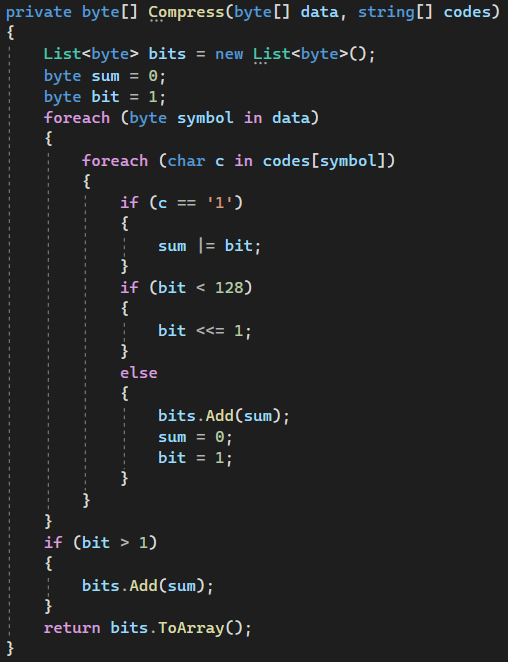 private byte[] Compress(byte[] data, string[] codes)
{
    List<byte> bits = new List<byte>();
    byte sum = 0;
    byte bit = 1;
    foreach (byte symbol in data)
    {
        foreach (char c in codes[symbol])
        {
            if (c == '1')
            {
                sum |= bit;
            }
            if (bit < 128)
            {
                bit <<= 1;
            }
            else
            {
                bits.Add(sum);
                sum = 0;
                bit = 1;
            }
        }
    }
    if (bit > 1)
    {
        bits.Add(sum);
    }
    return bits.ToArray();
}